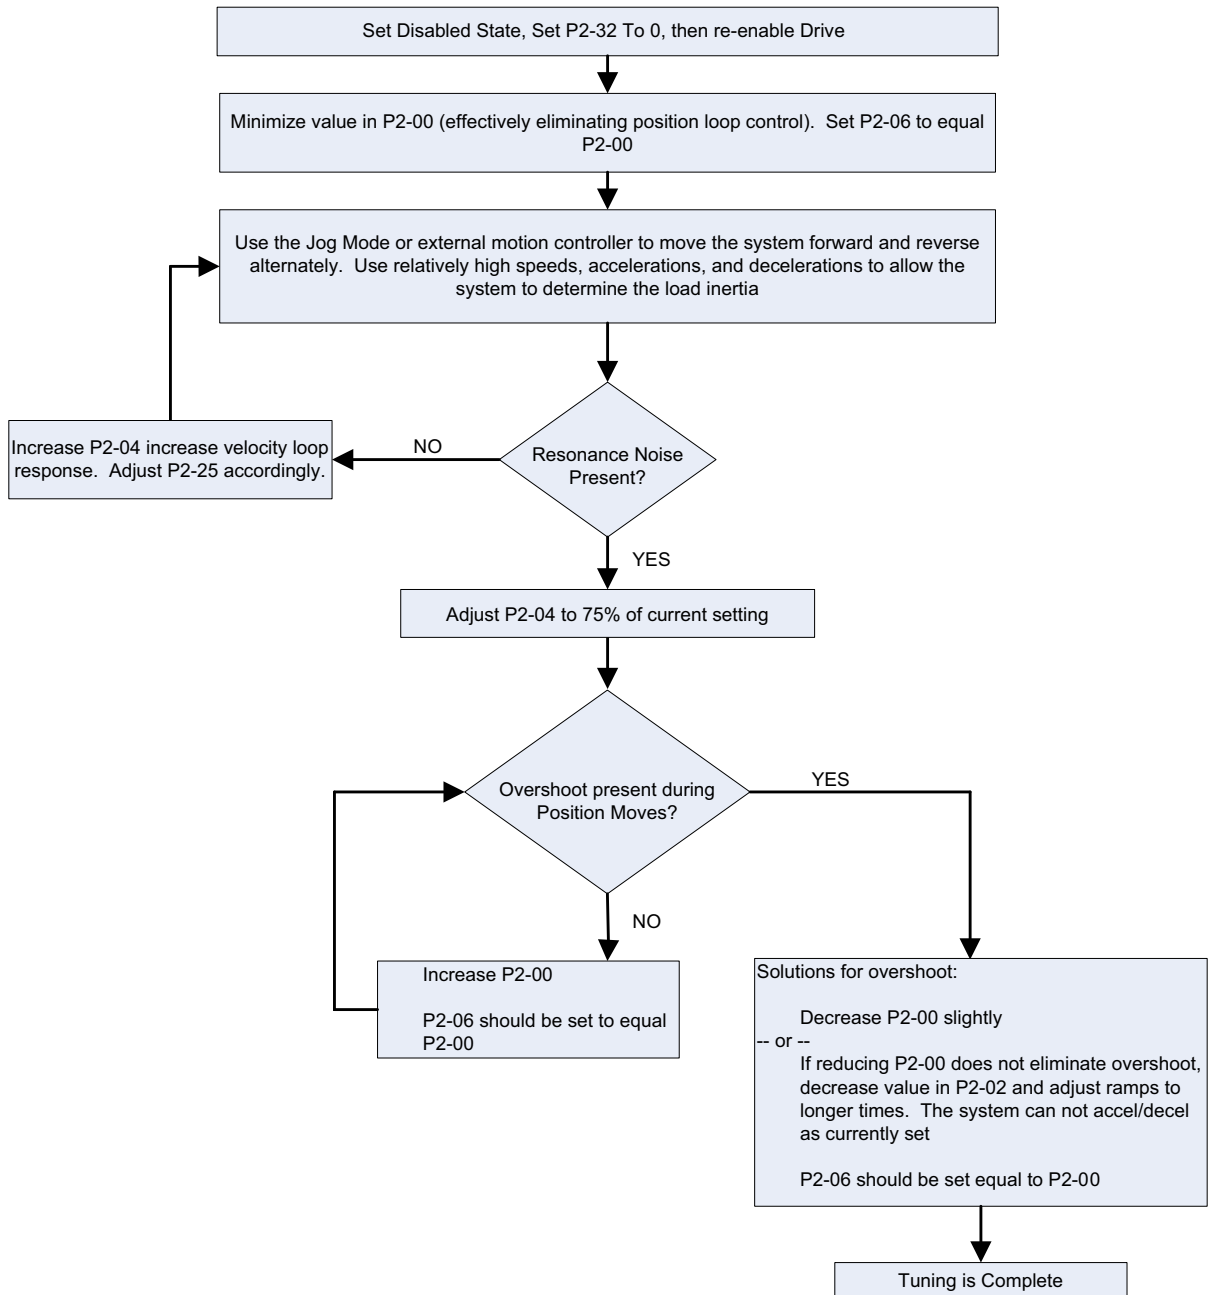 Set Disabled State, Set P2-32 To 0, then re-enable Drive
Minimize value in P2-00 (effectively eliminating position loop control).  Set P2-06 to equal
P2-00
Use the Jog Mode or external motion controller to move the system forward and reverse
alternately.  Use relatively high speeds, accelerations, and decelerations to allow the
system to determine the load inertia
Resonance Noise
Present?
NO
Increase P2-04 increase velocity loop
response.  Adjust P2-25 accordingly.
YES
Adjust P2-04 to 75% of current setting
Overshoot present during
Position Moves?
YES
NO
Increase P2-00
P2-06 should be set to equal
P2-00
Solutions for overshoot:
Decrease P2-00 slightly
-- or --
If reducing P2-00 does not eliminate overshoot,
decrease value in P2-02 and adjust ramps to
longer times.  The system can not accel/decel
as currently set
P2-06 should be set equal to P2-00
Tuning is Complete